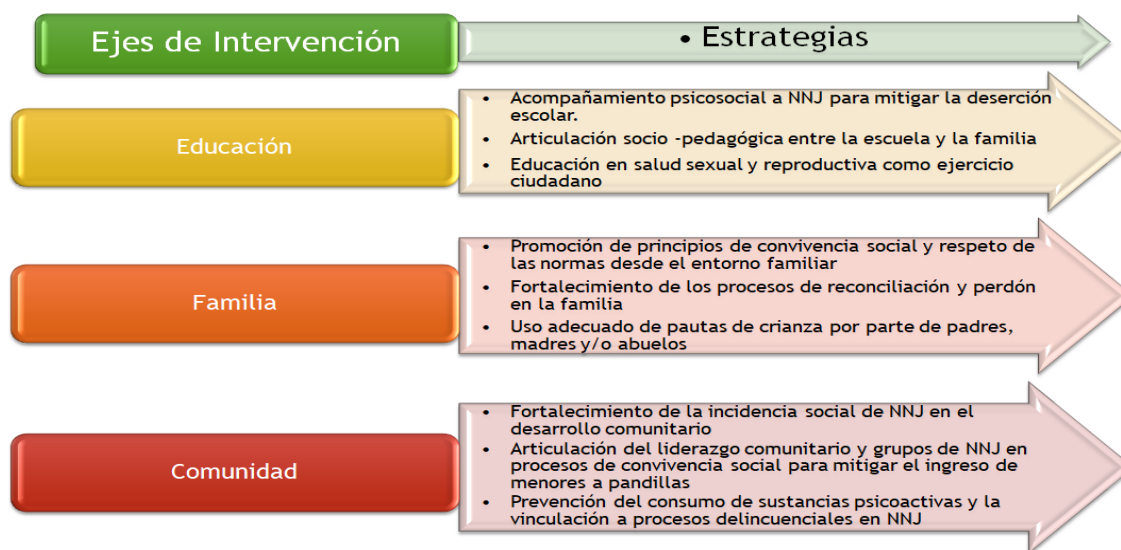 Ejes de Intervención
• Estrategias
Educación
• Acompañamiento psicosocial a NNJ para mitigar la deserción
escolar.
• Articulación socio -pedagógica entre la escuela y la familia
• Educación en salud sexual y reproductiva como ejercicio
ciudadano
Familia
• Promoción de principios de convivencia social y respeto de
las normas desde el entorno familiar
• Fortalecimiento de los procesos de reconciliación y perdón
en la familia
• Uso adecuado de pautas de crianza por parte de padres,
madres y/o abuelos
Comunidad
• Fortalecimiento de la incidencia social de NNJ en el
desarrollo comunitario
• Articulación del liderazgo comunitario y grupos de NNJ en
procesos de convivencia social para mitigar el ingreso de
menores a pandillas
• Prevención del consumo de sustancias psicoactivas y la
vinculación a procesos delincuenciales en NNJ